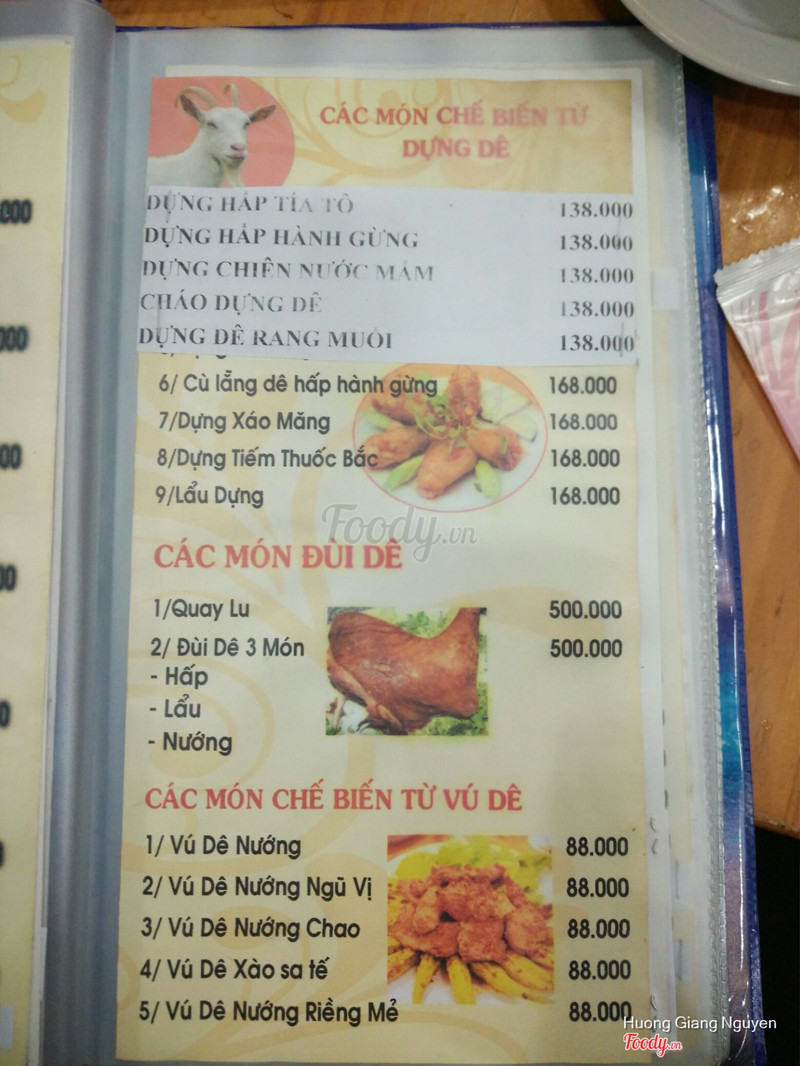 CÁC MÓN CHẾ BIẾN TỪ
DỰNG DÊ
DỰNG HẤP TÍA TÔ 138.000
DỰNG HẤP HÀNH GỪNG 138.000
DỰNG CHIÊN NƯỚC MẮM 138.000
CHÁO DỰNG DÊ 138.000
DỰNG DÊ RANG MUỐI 138.000
6/ Cù lẳng dê hấp hành gừng 168.000
7/Dựng Xáo Măng 168.000
8/Dựng Tiếm Thuốc Bắc 168.000
9/Lẩu Dựng 168.000
Foody.vn
CÁC MÓN ĐÙI DÊ
1/Quay Lu 500.000
2/ Đùi Dê 3 Món 500.000
- Hấp
- Lẩu
- Nướng
CÁC MÓN CHẾ BIẾN TỪ VÚ DÊ
1/ Vú Dê Nướng 88.000
2/ Vú Dê Nướng Ngũ Vị 88.000
3/ Vú Dê Nướng Chao 88.000
4/ Vú Dê Xào sa tế 88.000
5/ Vú Dê Nướng Riềng Mẻ 88.000
Huong Giang Nguyen
Foody.vn